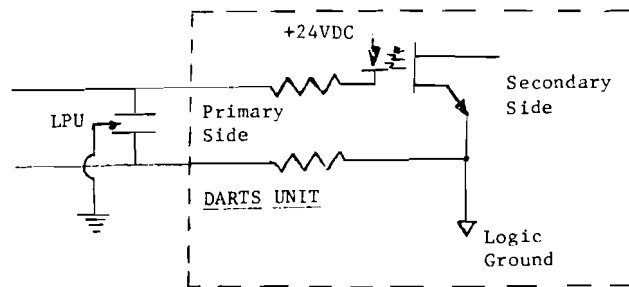 +24VDC
LPU
Primary
Side
Secondary
Side
DARTS UNIT
Logic
Ground